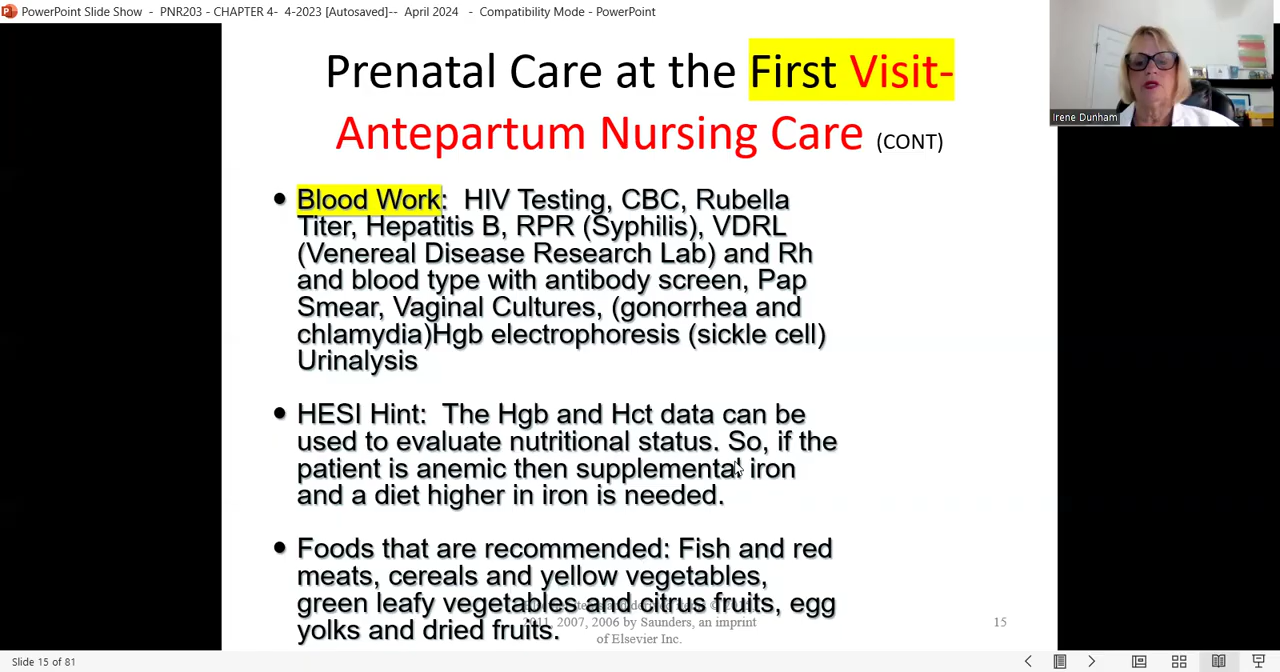 PowerPoint Slide Show - PNR203 - CHAPTER 4- 4-2023 [Autosaved]-- April 2024 - Compatibility Mode - PowerPoint
Prenatal Care at the First Visit-
Antepartum Nursing Care (CONT)
Irene Dunham
• Blood Work: HIV Testing, CBC, Rubella
Titer, Hepatitis B, RPR (Syphilis), VDRL
(Venereal Disease Research Lab) and Rh
and blood type with antibody screen, Pap
Smear, Vaginal Cultures, (gonorrhea and
chlamydia)Hgb electrophoresis (sickle cell)
Urinalysis
• HESI Hint: The Hgb and Hct data can be
used to evaluate nutritional status. So, if the
patient is anemic then supplemental iron
and a diet higher in iron is needed.
• Foods that are recommended: Fish and red
meats, cereals and yellow vegetables,
green leafy vegetables and citrus fruits, egg
yolks and dried fruits.
2011, 2007, 2006 by Saunders, an imprint
of Elsevier Inc.
15
Slide 15 of 81